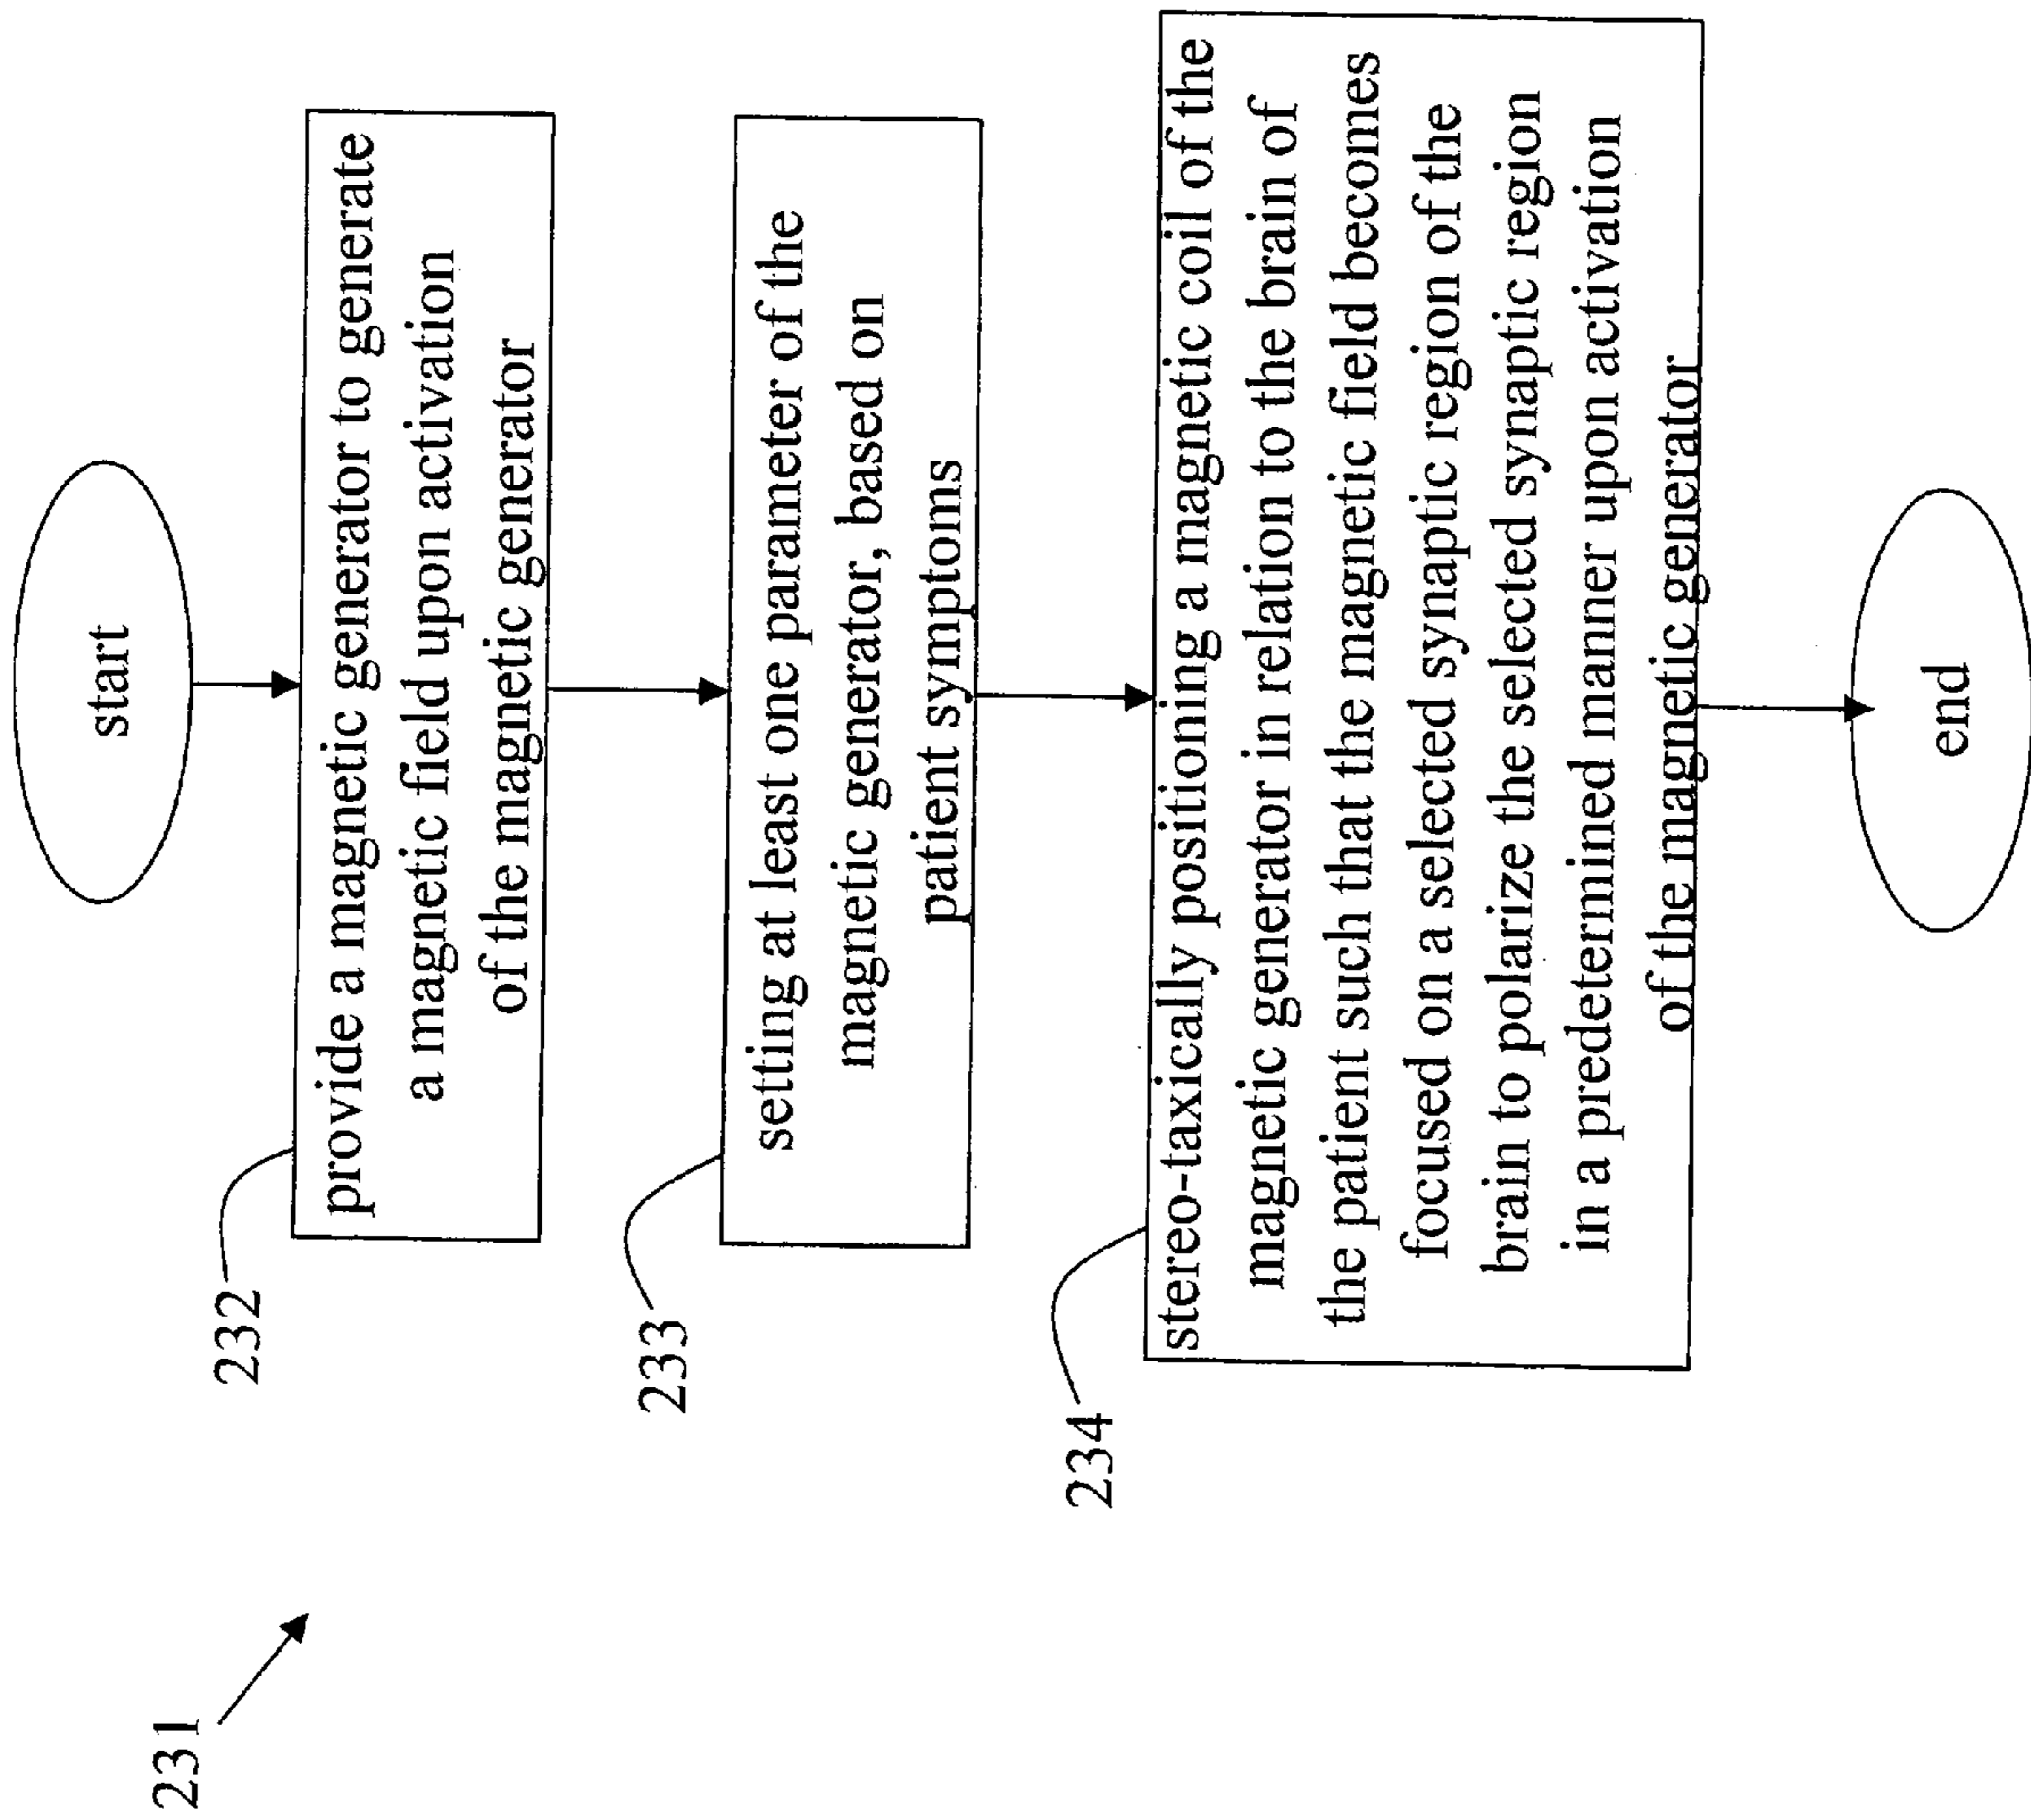 231
start
232
provide a magnetic generator to generate
a magnetic field upon activation
of the magnetic generator
233
setting at least one parameter of the
magnetic generator, based on
patient symptoms
234
stereo-taxically positioning a magnetic coil of the
magnetic generator in relation to the brain of
the patient such that the magnetic field becomes
focused on a selected synaptic region of the
brain to polarize the selected synaptic region
in a predetermined manner upon activation
of the magnetic generator
end